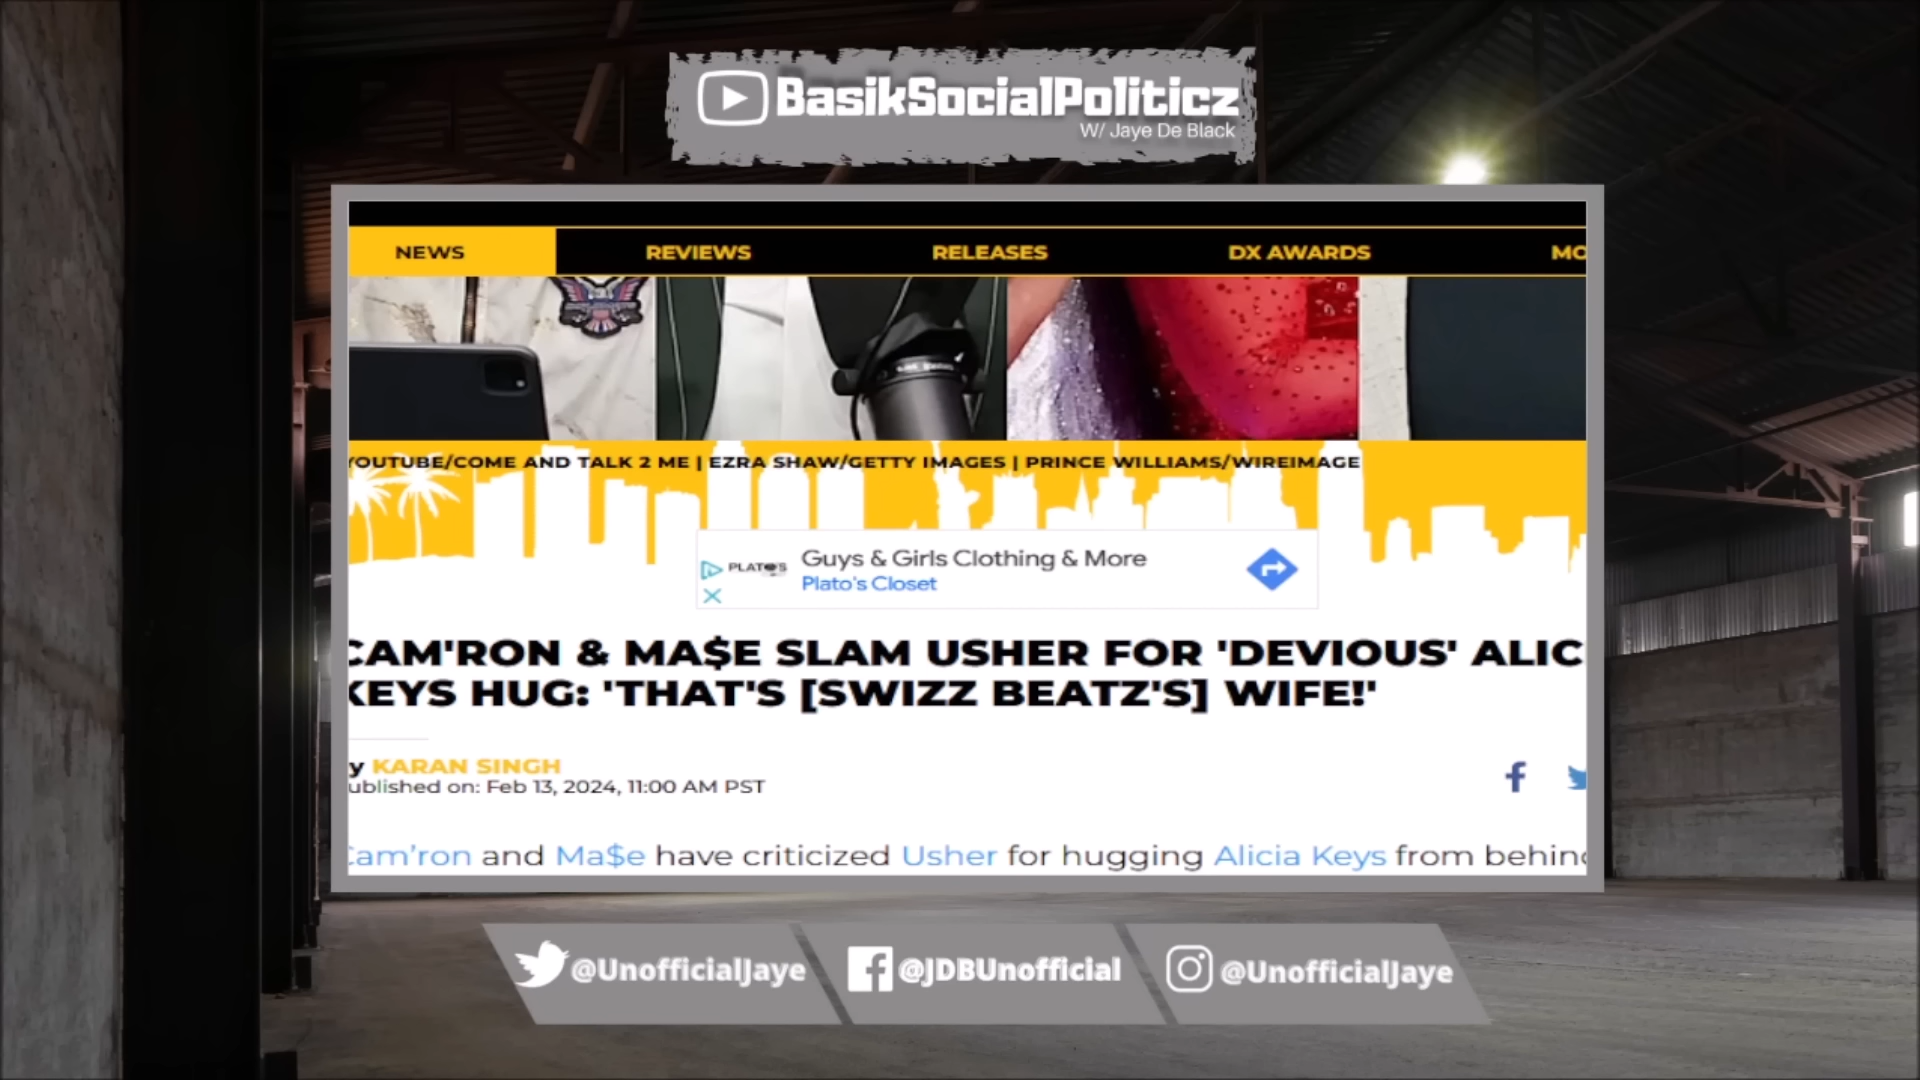 BasikSocialPoliticz
W/ Jaye De Black
NEWS REVIEWS RELEASES DX AWARDS MO
YOUTUBE/COME AND TALK 2 ME | EZRA SHAW/GETTY IMAGES | PRINCE WILLIAMS/WIREIMAGE
PLATO'S
Guys & Girls Clothing & More
Plato's Closet
CAM'RON & MA$E SLAM USHER FOR 'DEVIOUS' ALIC
KEYS HUG: 'THAT'S [SWIZZ BEATZ'S] WIFE!'
y KARAN SINGH
ublished on: Feb 13, 2024, 11:00 AM PST
Cam'ron and Ma$e have criticized Usher for hugging Alicia Keys from behind
@UnofficialJaye
@JDBUnofficial
@UnofficialJaye